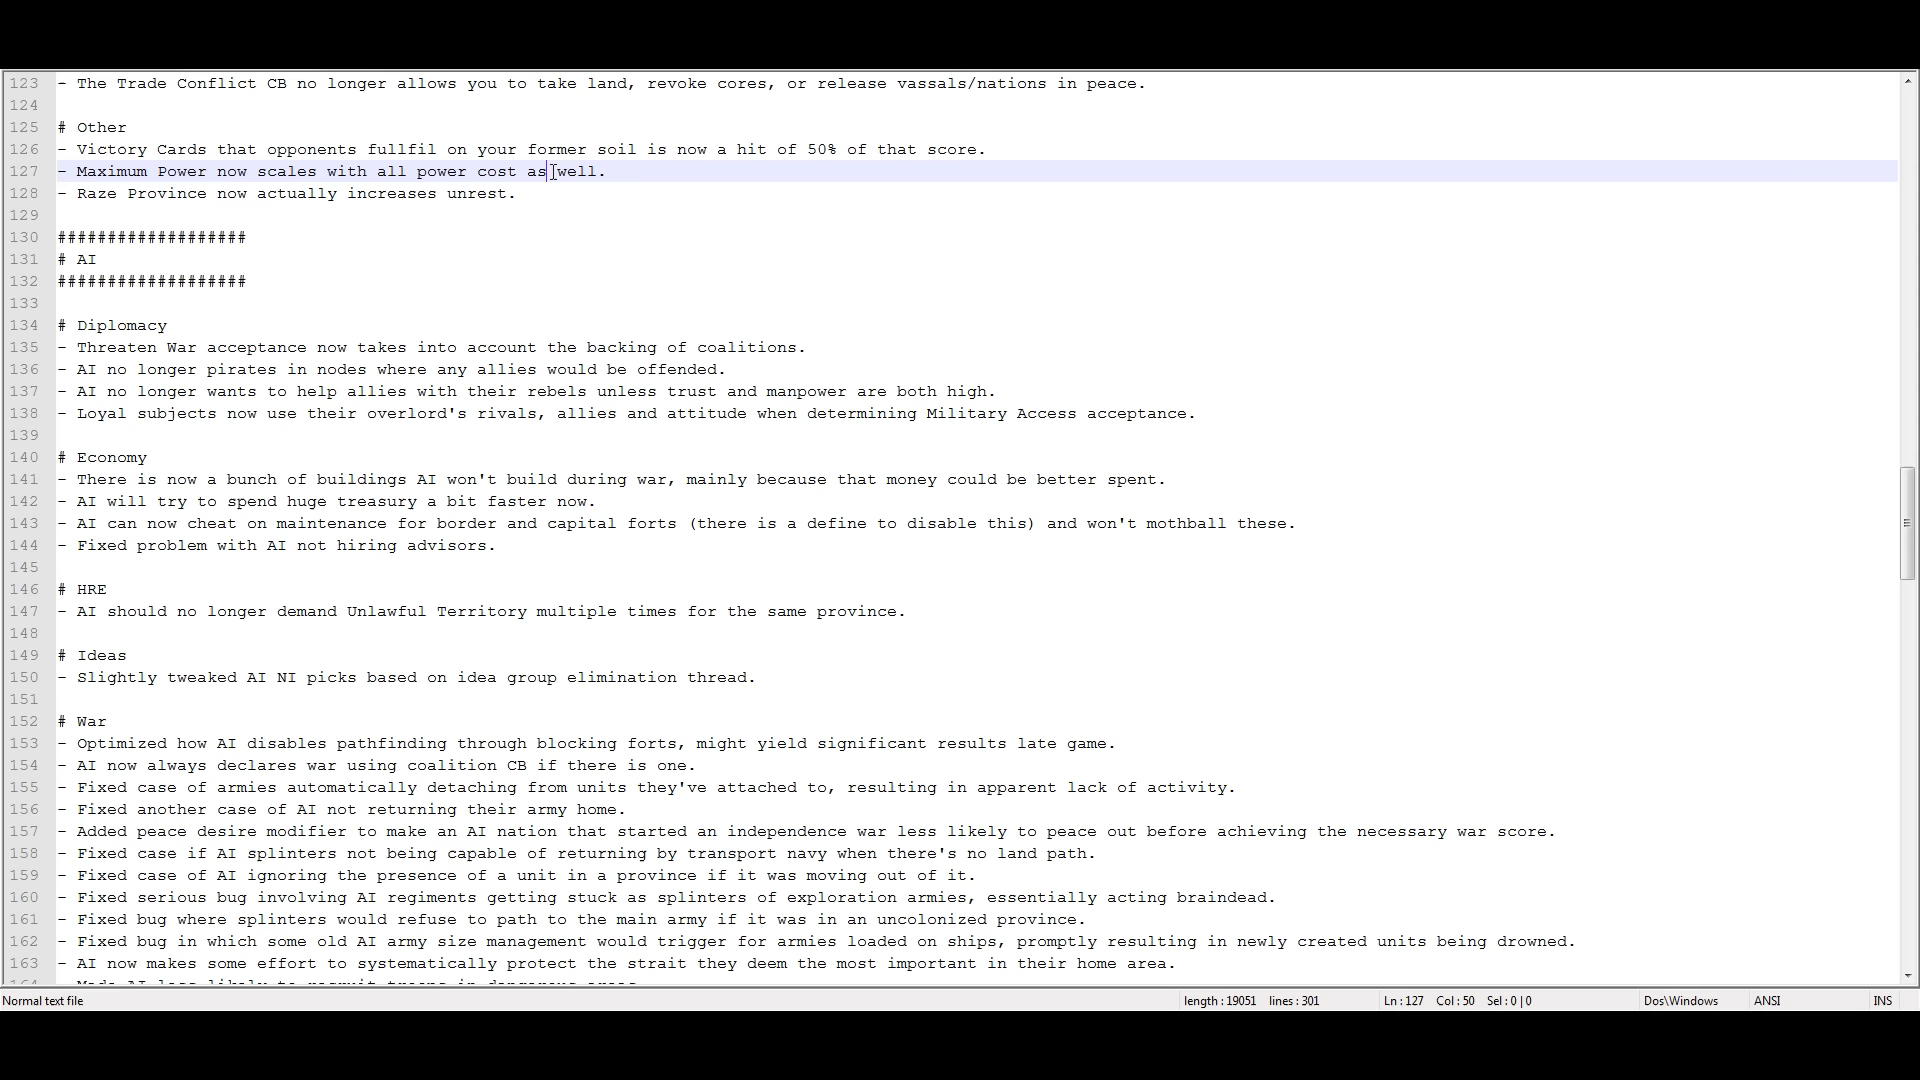 123 - The Trade Conflict CB no longer allows you to take land, revoke cores, or release vassals/nations in peace.
124
125 # Other
126 - Victory Cards that opponents fullfil on your former soil is now a hit of 50% of that score.
127 - Maximum Power now scales with all power cost as well.
128 - Raze Province now actually increases unrest.
129
130 ###################
131 # AI
132 ###################
133
134 # Diplomacy
135 - Threaten War acceptance now takes into account the backing of coalitions.
136 - AI no longer pirates in nodes where any allies would be offended.
137 - AI no longer wants to help allies with their rebels unless trust and manpower are both high.
138 - Loyal subjects now use their overlord's rivals, allies and attitude when determining Military Access acceptance.
139
140 # Economy
141 - There is now a bunch of buildings AI won't build during war, mainly because that money could be better spent.
142 - AI will try to spend huge treasury a bit faster now.
143 - AI can now cheat on maintenance for border and capital forts (there is a define to disable this) and won't mothball these.
144 - Fixed problem with AI not hiring advisors.
145
146 # HRE
147 - AI should no longer demand Unlawful Territory multiple times for the same province.
148
149 # Ideas
150 - Slightly tweaked AI NI picks based on idea group elimination thread.
151
152 # War
153 - Optimized how AI disables pathfinding through blocking forts, might yield significant results late game.
154 - AI now always declares war using coalition CB if there is one.
155 - Fixed case of armies automatically detaching from units they've attached to, resulting in apparent lack of activity.
156 - Fixed another case of AI not returning their army home.
157 - Added peace desire modifier to make an AI nation that started an independence war less likely to peace out before achieving the necessary war score.
158 - Fixed case if AI splinters not being capable of returning by transport navy when there's no land path.
159 - Fixed case of AI ignoring the presence of a unit in a province if it was moving out of it.
160 - Fixed serious bug involving AI regiments getting stuck as splinters of exploration armies, essentially acting braindead.
161 - Fixed bug where splinters would refuse to path to the main army if it was in an uncolonized province.
162 - Fixed bug in which some old AI army size management would trigger for armies loaded on ships, promptly resulting in newly created units being drowned.
163 - AI now makes some effort to systematically protect the strait they deem the most important in their home area.
164 - Made AI less likely to recruit troops in dangerous areas.
Normal text file length : 19051 lines : 301 Ln : 127 Col : 50 Sel : 0 | 0 Dos\Windows ANSI INS